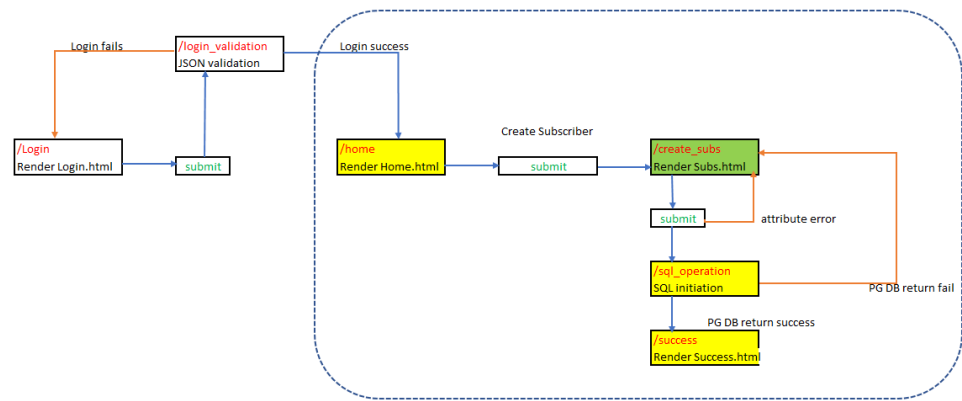 Login fails
/login_validation
JSON validation
Login success
/Login
Render Login.html
submit
/home
Render Home.html
Create Subscriber
submit
/create_subs
Render Subs.html
submit
attribute error
/sql_operation
SQL initiation
PG DB return fail
PG DB return success
/success
Render Success.html